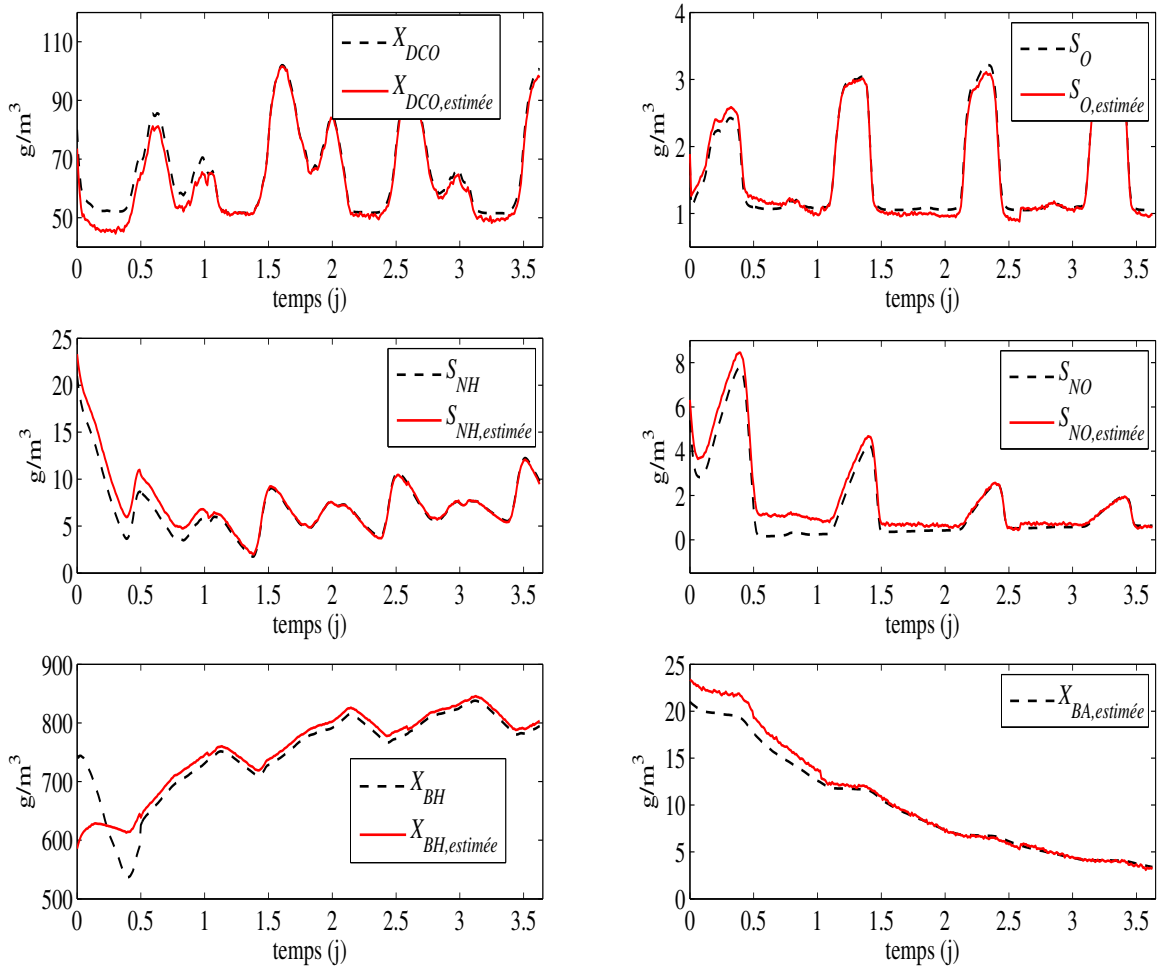 110
90
70
50
g/m³
0 0.5 1 1.5 2 2.5 3 3.5
temps (j)
X_DCO
X_DCO,estimée
4
3
2
1
g/m³
0 0.5 1 1.5 2 2.5 3 3.5
temps (j)
S_O
S_O,estimée
25
20
15
10
5
0
g/m³
0 0.5 1 1.5 2 2.5 3 3.5
temps (j)
S_NH
S_NH,estimée
8
6
4
2
0
g/m³
0 0.5 1 1.5 2 2.5 3 3.5
temps (j)
S_NO
S_NO,estimée
900
800
700
600
500
g/m³
0 0.5 1 1.5 2 2.5 3 3.5
temps (j)
X_BH
X_BH,estimée
25
20
15
10
5
0
g/m³
0 0.5 1 1.5 2 2.5 3 3.5
temps (j)
X_BA,estimée